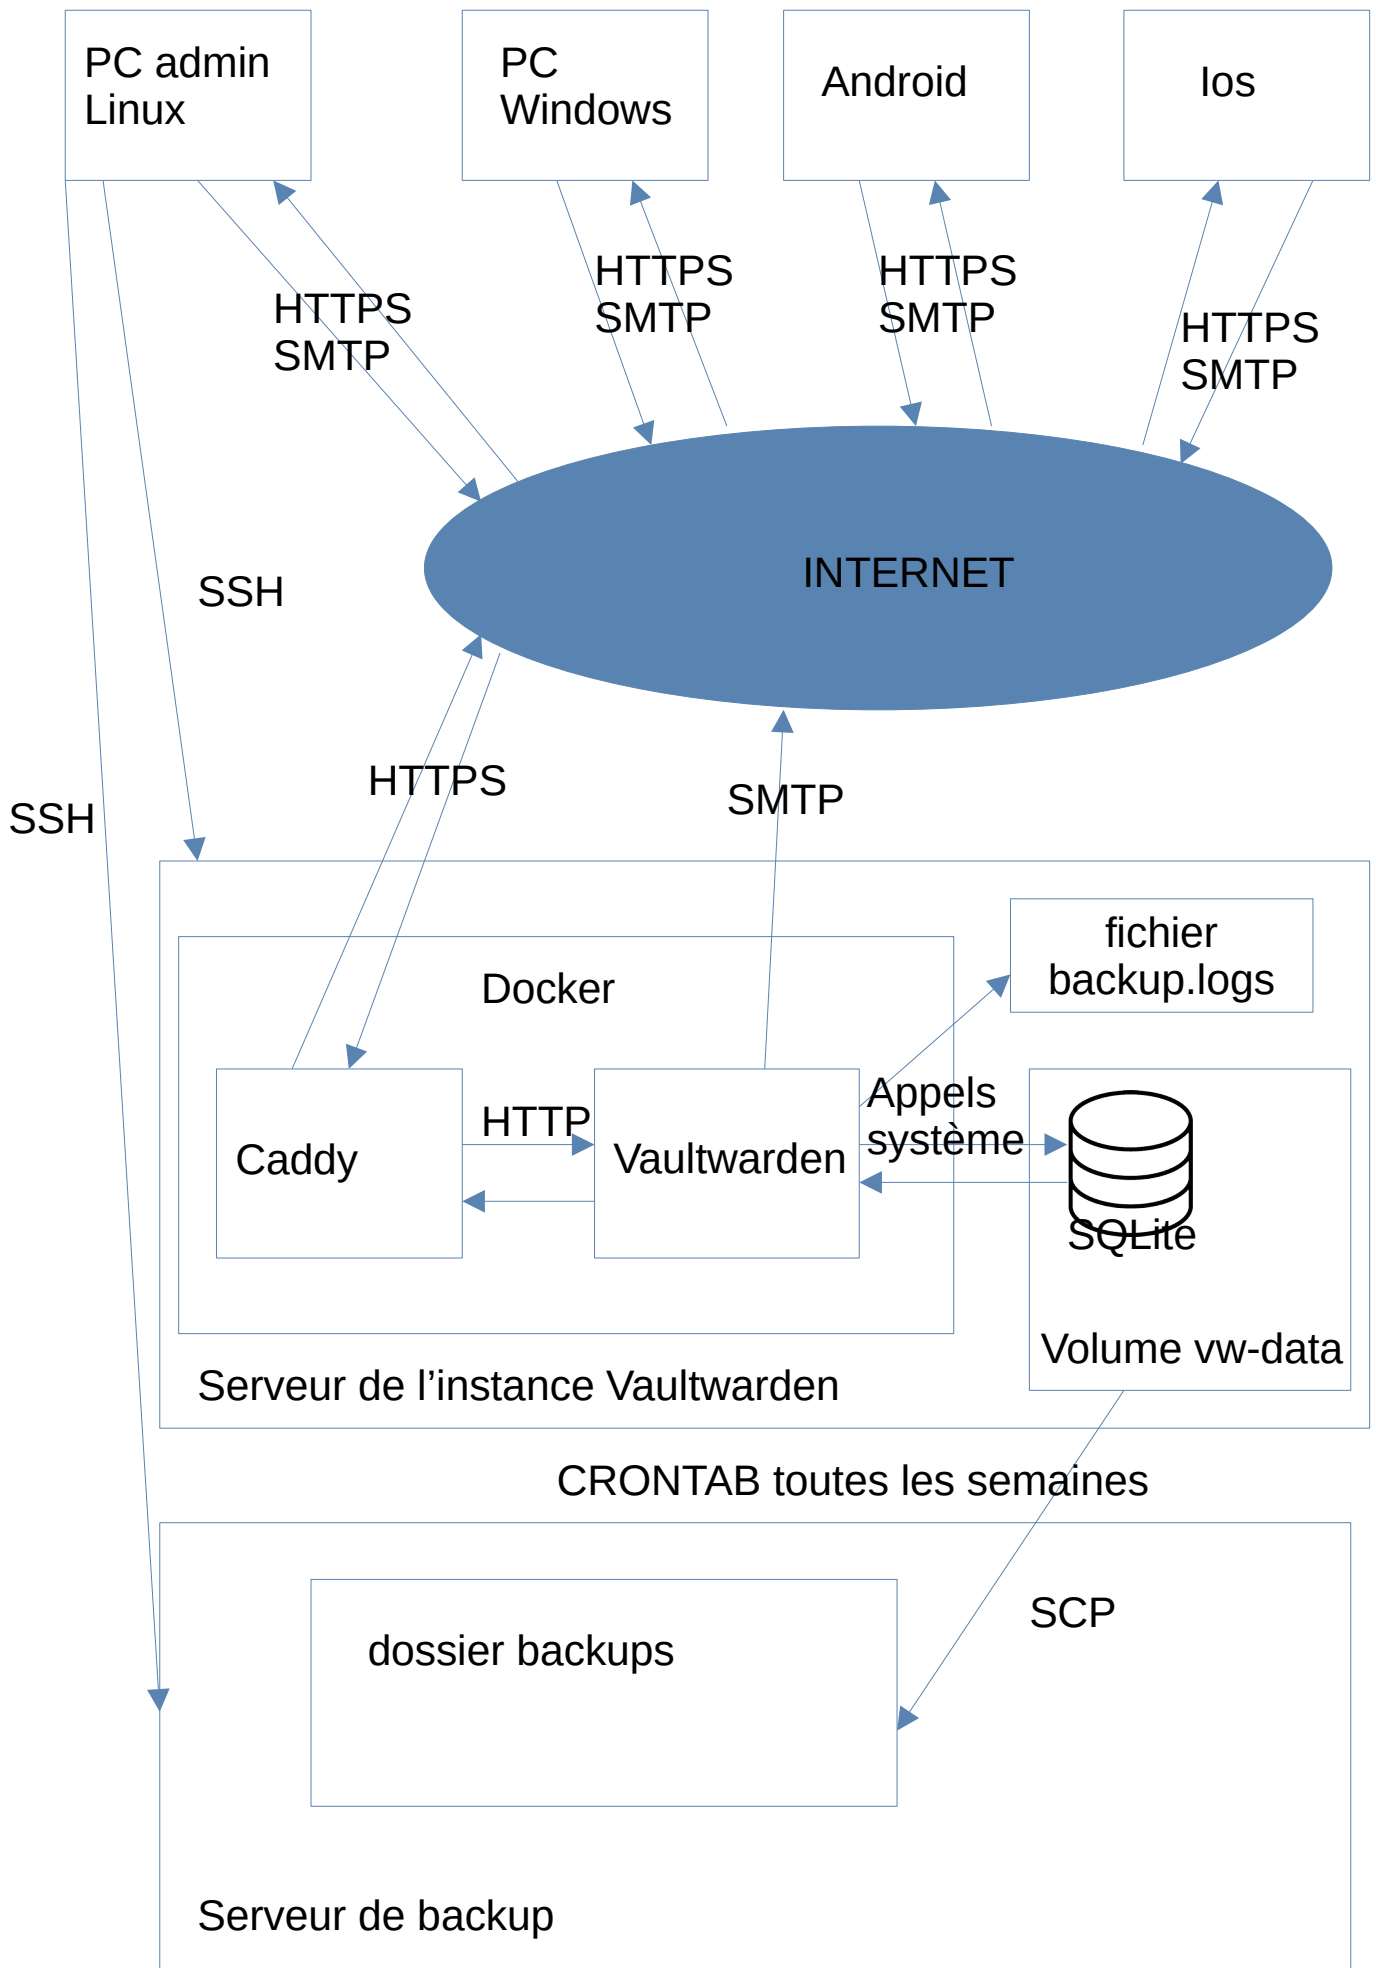 PC admin
Linux
PC
Windows
Android
Ios
HTTPS
SMTP
HTTPS
SMTP
HTTPS
SMTP
HTTPS
SMTP
INTERNET
SSH
SSH
HTTPS
SMTP
fichier
backup.logs
Docker
Caddy
HTTP
Vaultwarden
Appels
système
SQLite
Volume vw-data
Serveur de l’instance Vaultwarden
CRONTAB toutes les semaines
SCP
dossier backups
Serveur de backup